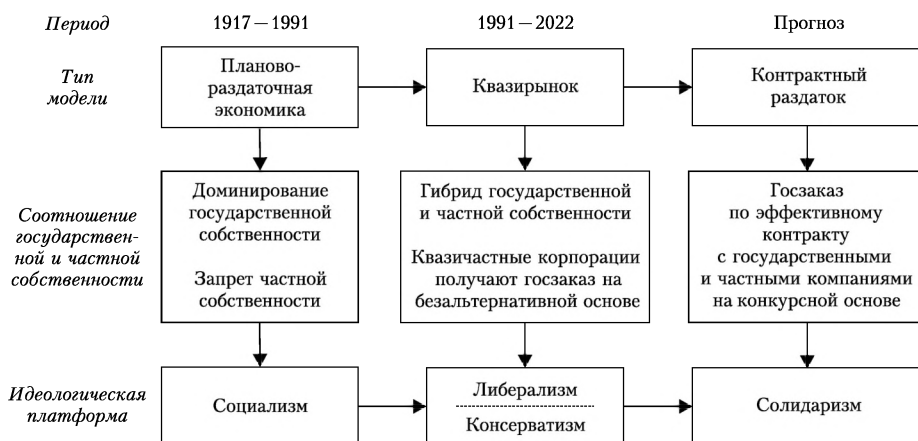 Период
1917 — 1991
1991 — 2022
Прогноз
Тип
модели
Планово-
раздаточная
экономика
Квазирынок
Контрактный
раздаток
Соотношение
государствен-
ной и частной
собственности
Доминирование
государственной
собственности
Запрет частной
собственности
Гибрид государственной
и частной собственности
Квазичастные корпорации
получают госзаказ на
безальтернативной основе
Госзаказ
по эффективному
контракту
с государственными
и частными компаниями
на конкурсной основе
Идеологическая
платформа
Социализм
Либерализм
Консерватизм
Солидаризм